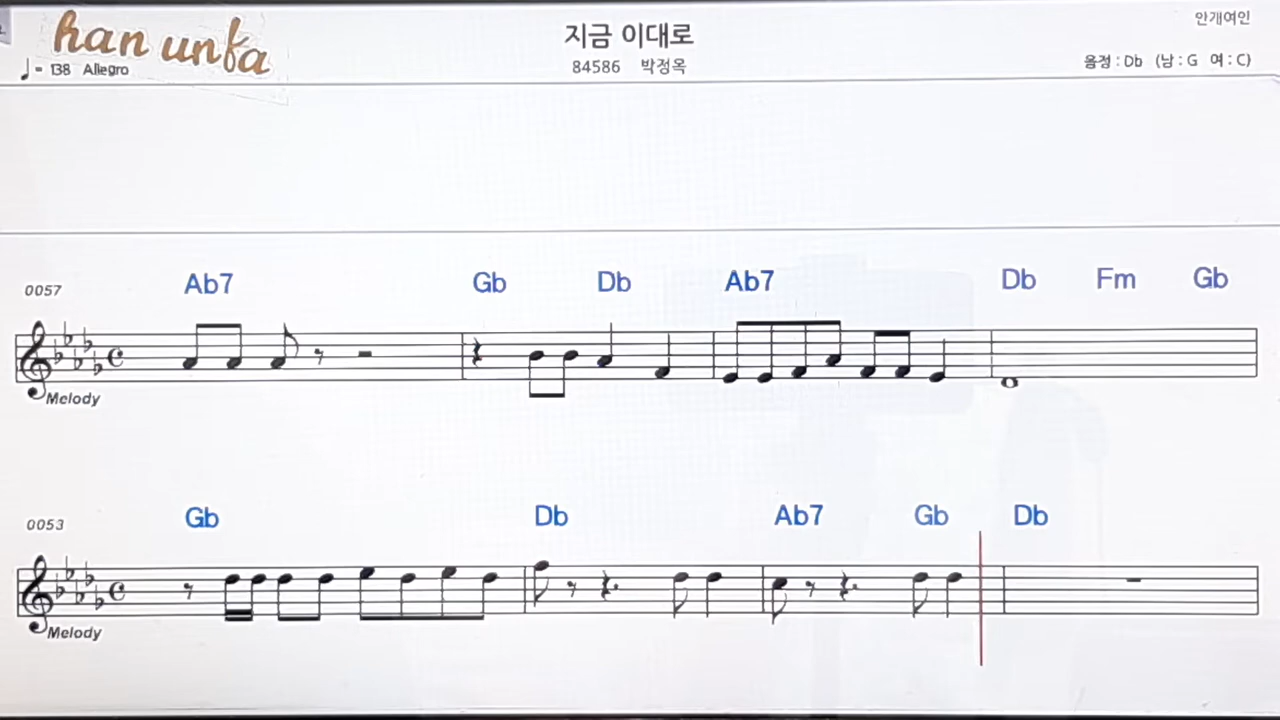 han unfa
지금 이대로
안개여인
♩= 138 Allegro
84586 박정옥
음정 : Db (남 : G 여 : C)
0057
Ab7 Gb Db Ab7 Db Fm Gb
Melody
0053
Gb Db Ab7 Gb Db
Melody